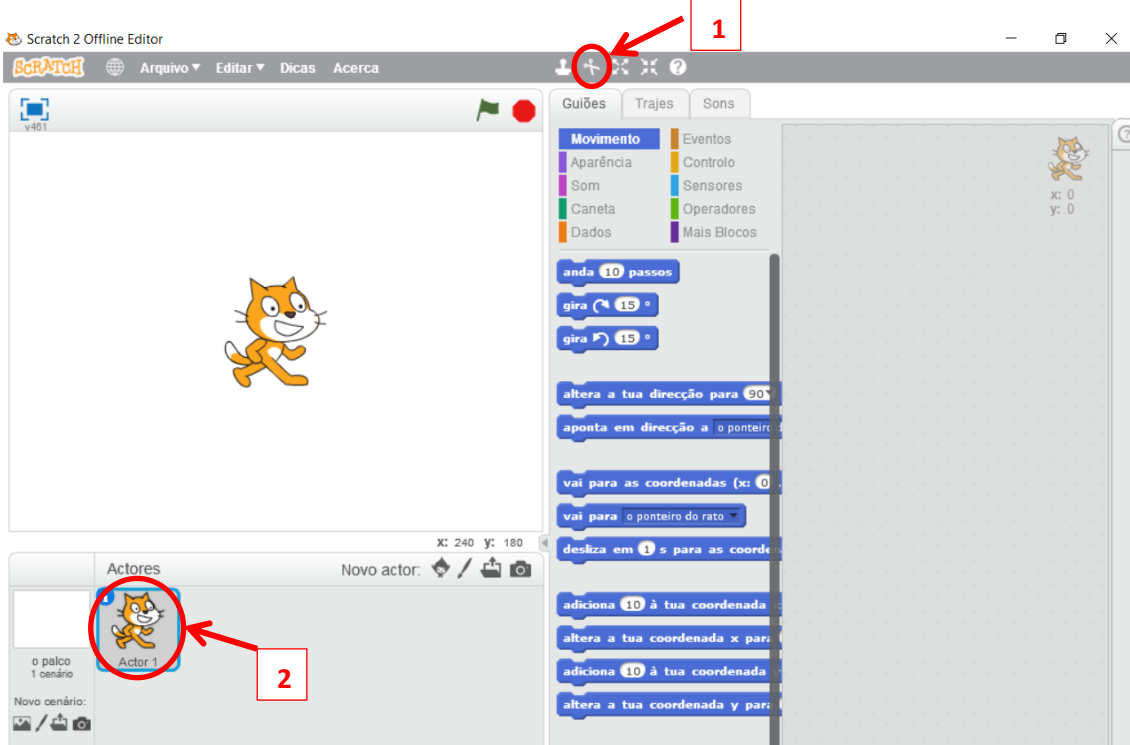 1
Scratch 2 Offline Editor
SCRATCH Arquivo Editar Dicas Acerca
v461
Guiões Trajes Sons
Movimento Eventos
Aparência Controlo
Som Sensores
Caneta Operadores
Dados Mais Blocos
x: 0
y: 0
anda 10 passos
gira 15 °
gira 15 °
altera a tua direcção para 90
aponta em direcção a o ponteiro
vai para as coordenadas (x: 0
vai para o ponteiro do rato
desliza em 1 s para as
adiciona 10 à tua coordenada
altera a tua coordenada x para
adiciona 10 à tua coordenada
altera a tua coordenada y para
X: 240 y: 180
Actores Novo actor:
o palco
1 cenário
Actor 1
Novo cenário:
2